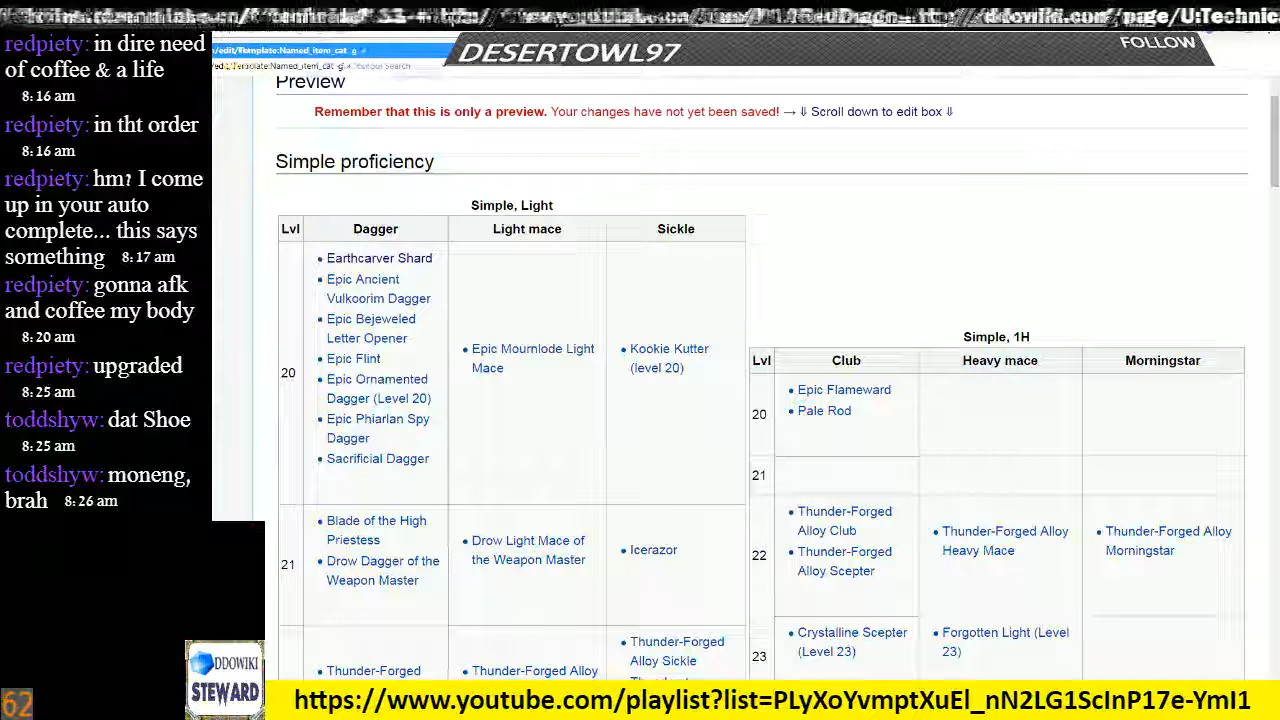 DESERTOWL97
FOLLOW
/edit/Template:Named_item_cat
/edit/Template:Named_item_cat
Search
redpiety: in dire need
of coffee & a life
8:16 am
redpiety: in tht order
8:16 am
redpiety: hm? I come
up in your auto
complete... this says
something 8:17 am
redpiety: gonna afk
and coffee my body
8:20 am
redpiety: upgraded
8:25 am
toddshyw: dat Shoe
8:25 am
toddshyw: moneng,
brah 8:26 am
Preview
Remember that this is only a preview. Your changes have not yet been saved! → ⇓ Scroll down to edit box ⇓
Simple proficiency
Simple, Light
Lvl Dagger Light mace Sickle
20
• Earthcarver Shard
• Epic Ancient
Vulkoorim Dagger
• Epic Bejeweled
Letter Opener
• Epic Flint
• Epic Ornamented
Dagger (Level 20)
• Epic Phiarlan Spy
Dagger
• Sacrificial Dagger
• Epic Mournlode Light
Mace
• Kookie Kutter
(level 20)
21
• Blade of the High
Priestess
• Drow Dagger of the
Weapon Master
• Drow Light Mace of
the Weapon Master
• Icerazor
• Thunder-Forged
• Thunder-Forged Alloy
• Thunder-Forged
Alloy Sickle
Simple, 1H
Lvl Club Heavy mace Morningstar
20
• Epic Flameward
• Pale Rod
21
22
• Thunder-Forged
Alloy Club
• Thunder-Forged
Alloy Scepter
• Thunder-Forged Alloy
Heavy Mace
• Thunder-Forged Alloy
Morningstar
23
• Crystalline Scepter
(Level 23)
• Forgotten Light (Level
23)
DDOWIKI
STEWARD
62
https://www.youtube.com/playlist?list=PLyXoYvmptXuEl_nN2LG1ScInP17e-YmI1